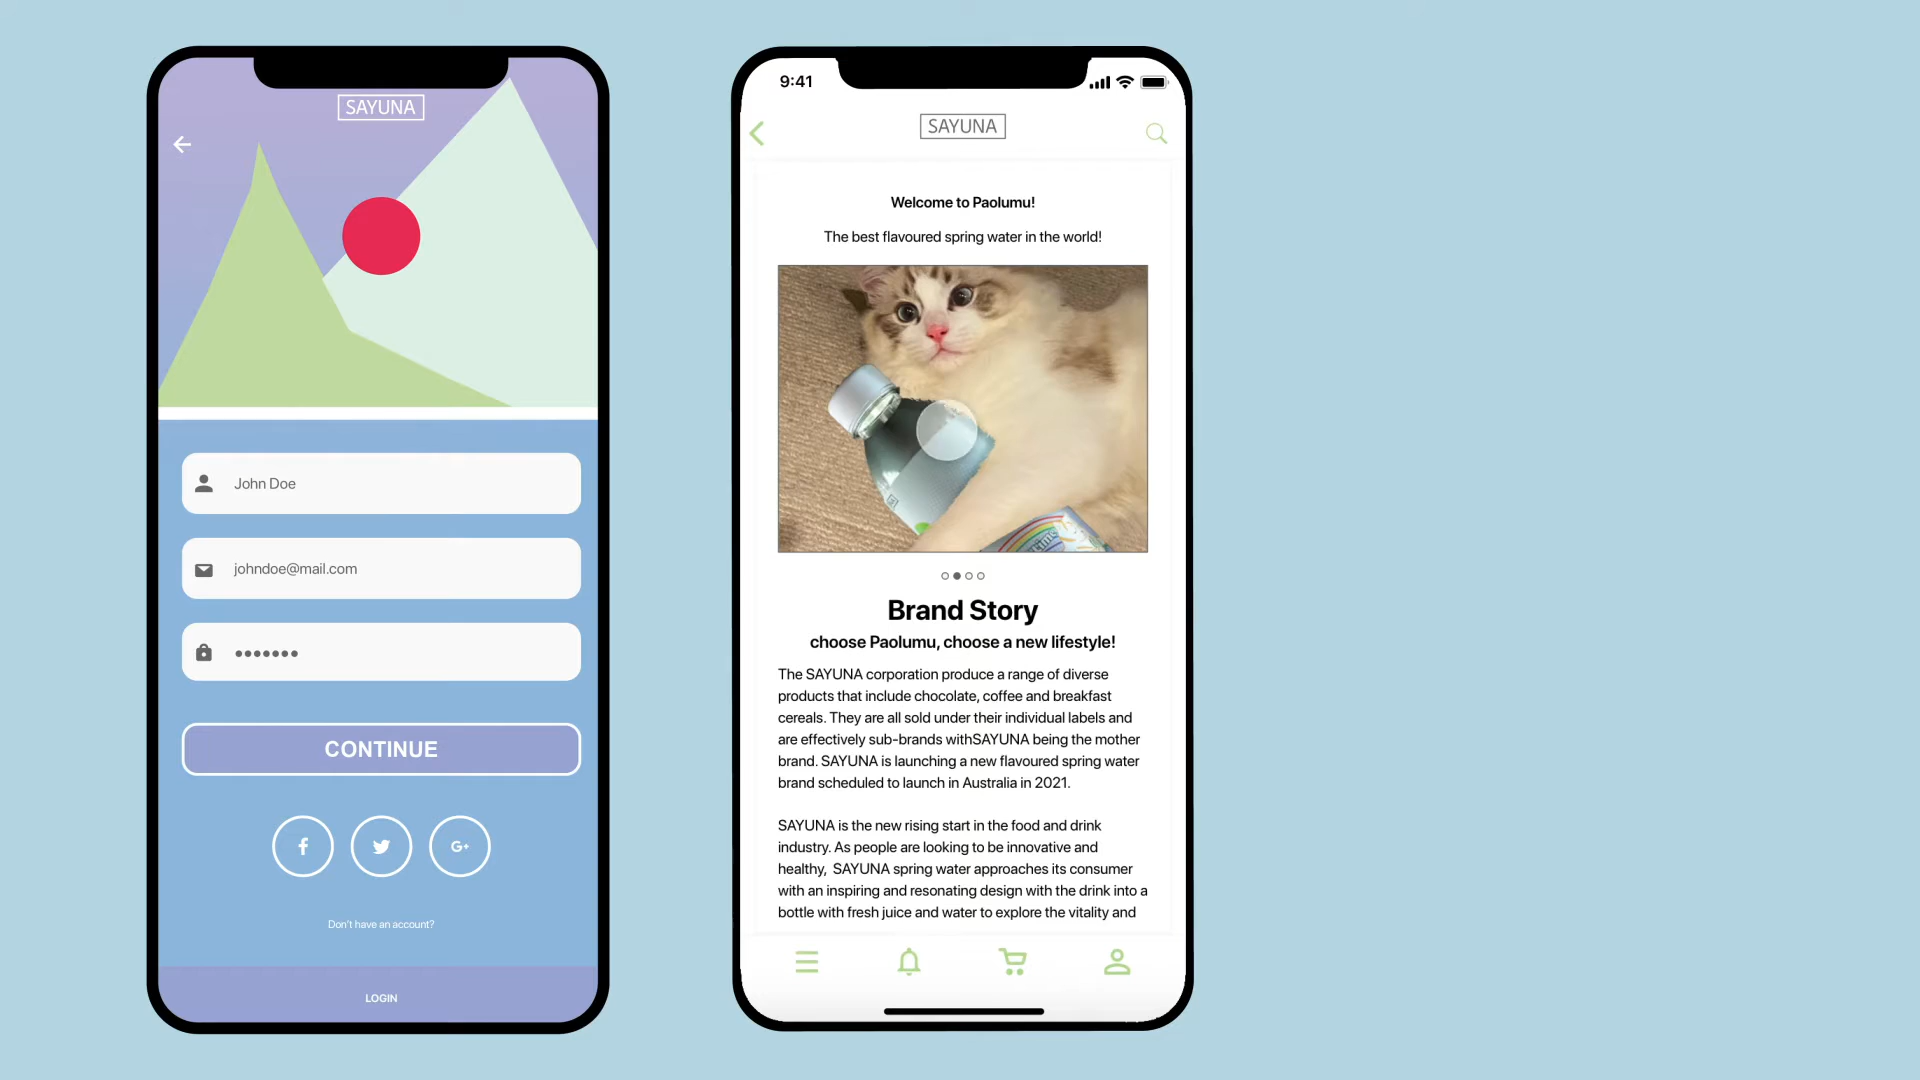 SAYUNA
John Doe
johndoe@mail.com
CONTINUE
G+
Don't have an account?
LOGIN
9:41
SAYUNA
Welcome to Paolumu!
The best flavoured spring water in the world!
Brand Story
choose Paolumu, choose a new lifestyle!
The SAYUNA corporation produce a range of diverse
products that include chocolate, coffee and breakfast
cereals. They are all sold under their individual labels and
are effectively sub-brands withSAYUNA being the mother
brand. SAYUNA is launching a new flavoured spring water
brand scheduled to launch in Australia in 2021.
SAYUNA is the new rising start in the food and drink
industry. As people are looking to be innovative and
healthy,  SAYUNA spring water approaches its consumer
with an inspiring and resonating design with the drink into a
bottle with fresh juice and water to explore the vitality and